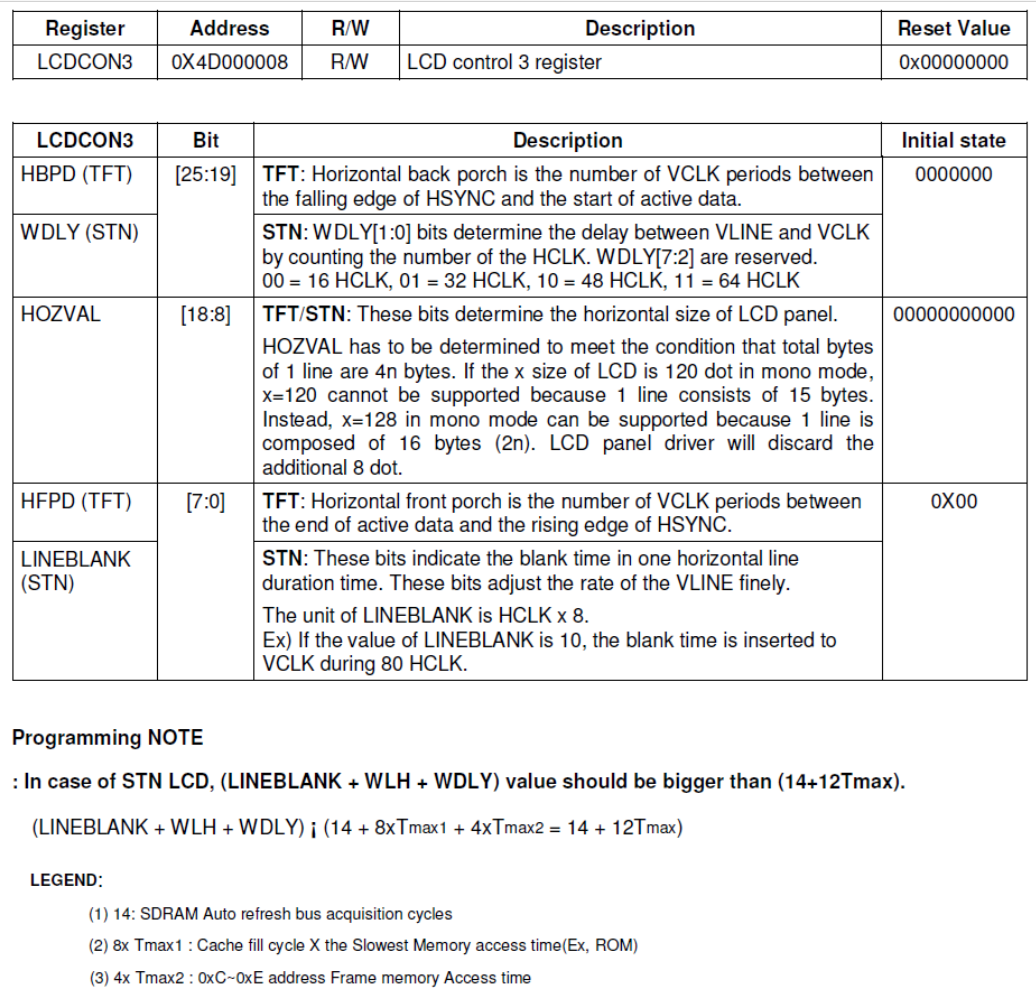 Register Address R/W Description Reset Value
LCDCON3 0X4D000008 R/W LCD control 3 register 0x00000000
LCDCON3 Bit Description Initial state
HBPD (TFT) [25:19] TFT: Horizontal back porch is the number of VCLK periods between 0000000
the falling edge of HSYNC and the start of active data.
WDLY (STN) STN: WDLY[1:0] bits determine the delay between VLINE and VCLK
by counting the number of the HCLK. WDLY[7:2] are reserved.
00 = 16 HCLK, 01 = 32 HCLK, 10 = 48 HCLK, 11 = 64 HCLK
HOZVAL [18:8] TFT/STN: These bits determine the horizontal size of LCD panel. 00000000000
HOZVAL has to be determined to meet the condition that total bytes
of 1 line are 4n bytes. If the x size of LCD is 120 dot in mono mode,
x=120 cannot be supported because 1 line consists of 15 bytes.
Instead, x=128 in mono mode can be supported because 1 line is
composed of 16 bytes (2n). LCD panel driver will discard the
additional 8 dot.
HFPD (TFT) [7:0] TFT: Horizontal front porch is the number of VCLK periods between 0X00
the end of active data and the rising edge of HSYNC.
LINEBLANK STN: These bits indicate the blank time in one horizontal line
(STN) duration time. These bits adjust the rate of the VLINE finely.
The unit of LINEBLANK is HCLK x 8.
Ex) If the value of LINEBLANK is 10, the blank time is inserted to
VCLK during 80 HCLK.
Programming NOTE
: In case of STN LCD, (LINEBLANK + WLH + WDLY) value should be bigger than (14+12Tmax).
(LINEBLANK + WLH + WDLY) ¡ (14 + 8xTmax1 + 4xTmax2 = 14 + 12Tmax)
LEGEND:
(1) 14: SDRAM Auto refresh bus acquisition cycles
(2) 8x Tmax1 : Cache fill cycle X the Slowest Memory access time(Ex, ROM)
(3) 4x Tmax2 : 0xC~0xE address Frame memory Access time